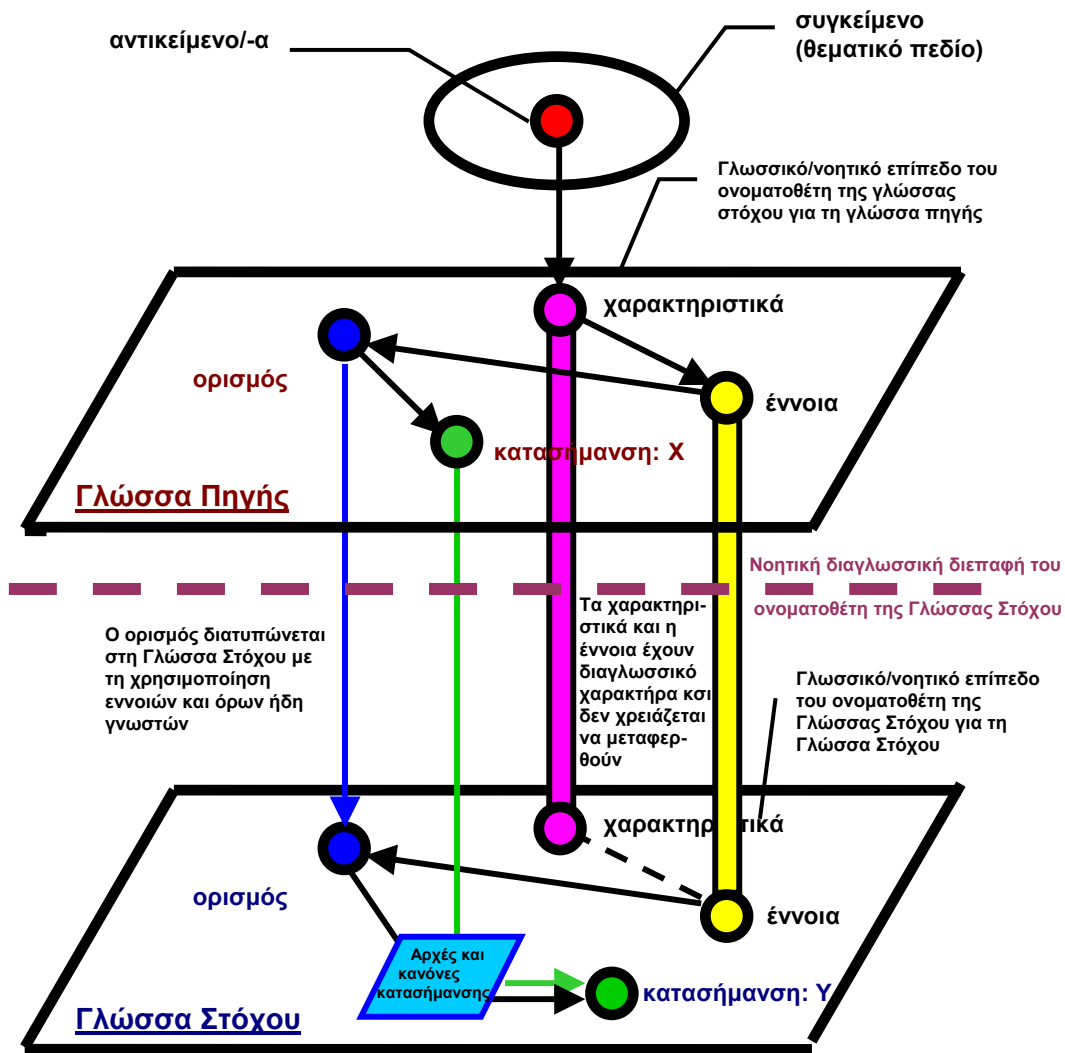 αντικείμενο/-α
συγκείμενο
(θεματικό πεδίο)
Γλωσσικό/νοητικό επίπεδο του
ονοματοθέτη της γλώσσας
στόχου για τη γλώσσα πηγής
χαρακτηριστικά
ορισμός
έννοια
κατασήμανση: X
Γλώσσα Πηγής
Νοητική διαγλωσσική διεπαφή του
ονοματοθέτη της Γλώσσας Στόχου
Ο ορισμός διατυπώνεται
στη Γλώσσα Στόχου με
τη χρησιμοποίηση
εννοιών και όρων ήδη
γνωστών
Τα χαρακτηρι-
στικά και η
έννοια έχουν
διαγλωσσικό
χαρακτήρα κσι
δεν χρειάζεται
να μεταφερ-
θούν
Γλωσσικό/νοητικό επίπεδο
του ονοματοθέτη της
Γλώσσας Στόχου για τη
Γλώσσα Στόχου
χαρακτηριστικά
ορισμός
έννοια
Αρχές και
κανόνες
κατασήμανσης
κατασήμανση: Y
Γλώσσα Στόχου